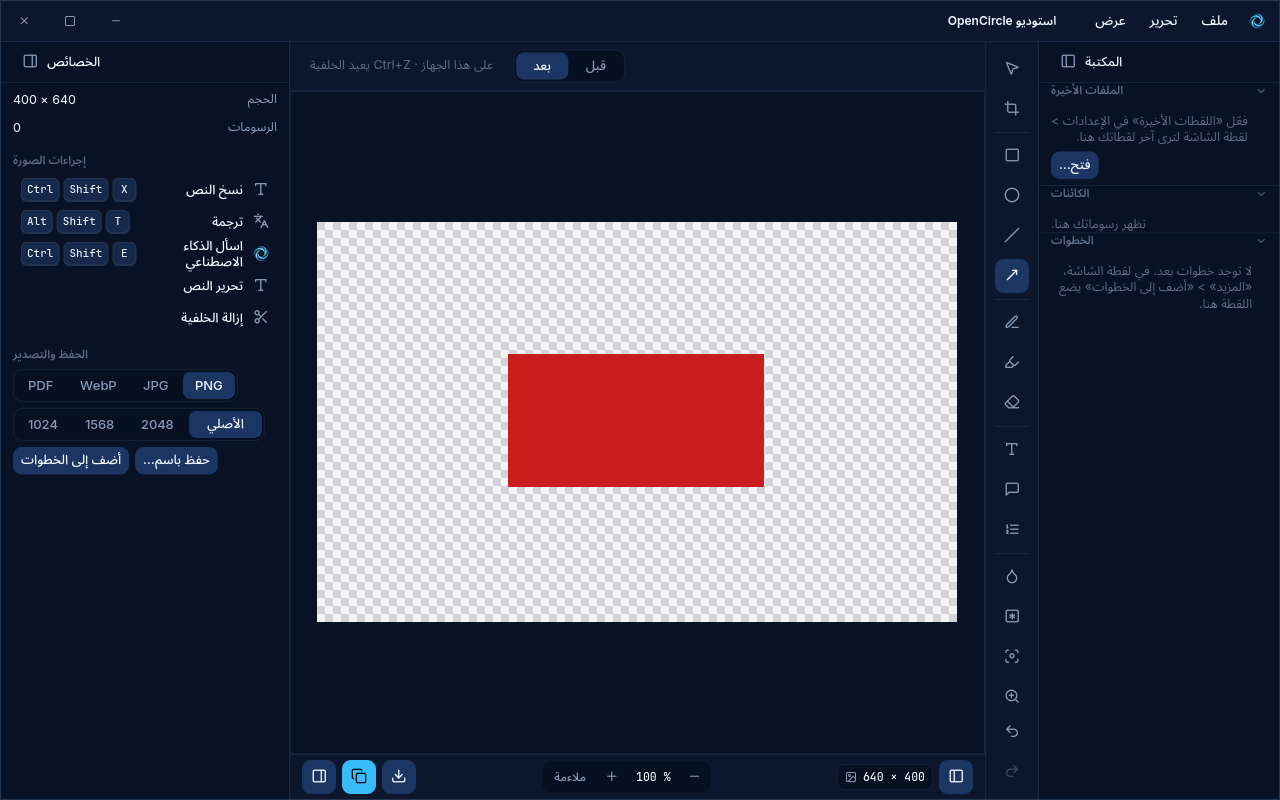 ملف تحرير عرض استوديو OpenCircle
المكتبة
الملفات الأخيرة
فعّل «اللقطات الأخيرة» في الإعدادات >
لقطة الشاشة لترى آخر لقطاتك هنا.
فتح...
الكائنات
تظهر رسوماتك هنا.
الخطوات
لا توجد خطوات بعد. في لقطة الشاشة،
«المزيد» > «أضف إلى الخطوات» يضع
اللقطة هنا.
قبل بعد على هذا الجهاز · Ctrl+Z يعيد الخلفية
640 × 400
− 100 % + ملاءمة
الخصائص
الحجم 640 × 400
الرسومات 0
إجراءات الصورة
نسخ النص Ctrl Shift X
ترجمة Alt Shift T
اسأل الذكاء
الاصطناعي Ctrl Shift E
تحرير النص
إزالة الخلفية
الحفظ والتصدير
PNG JPG WebP PDF
الأصلي 2048 1568 1024
حفظ باسم... أضف إلى الخطوات